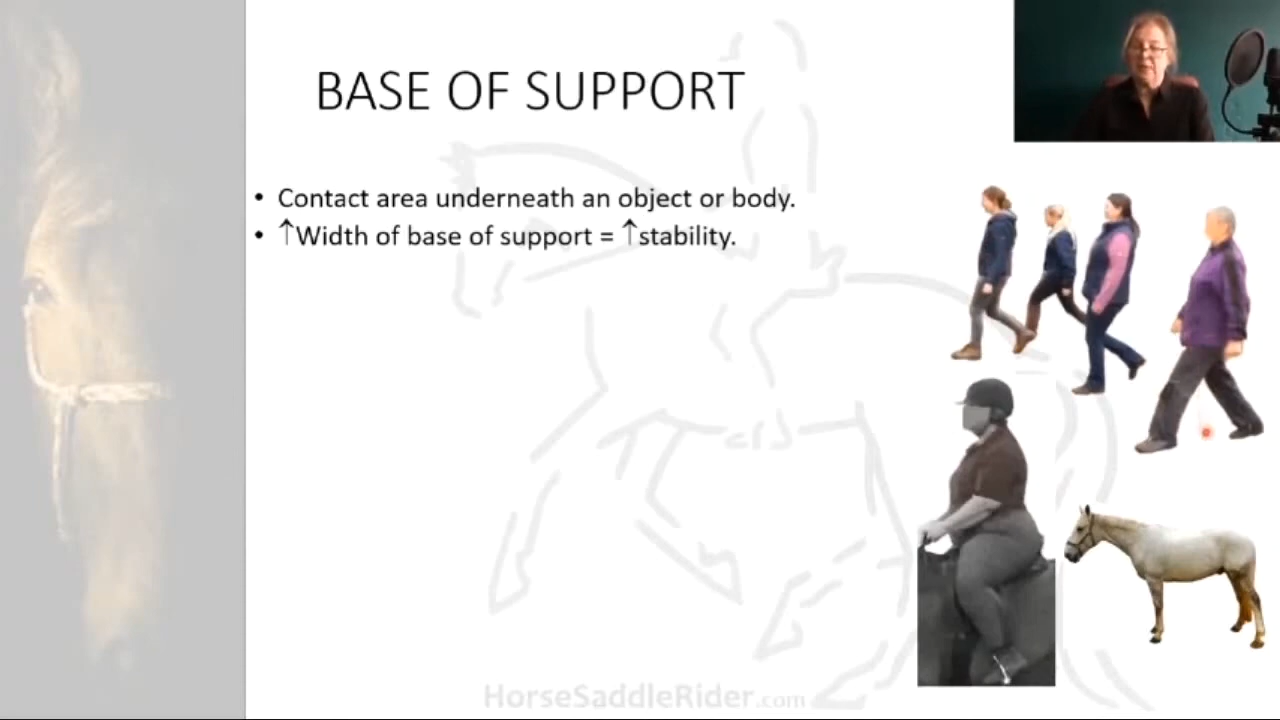 BASE OF SUPPORT
• Contact area underneath an object or body.
• ↑Width of base of support = ↑stability.
HorseSaddleRider.com